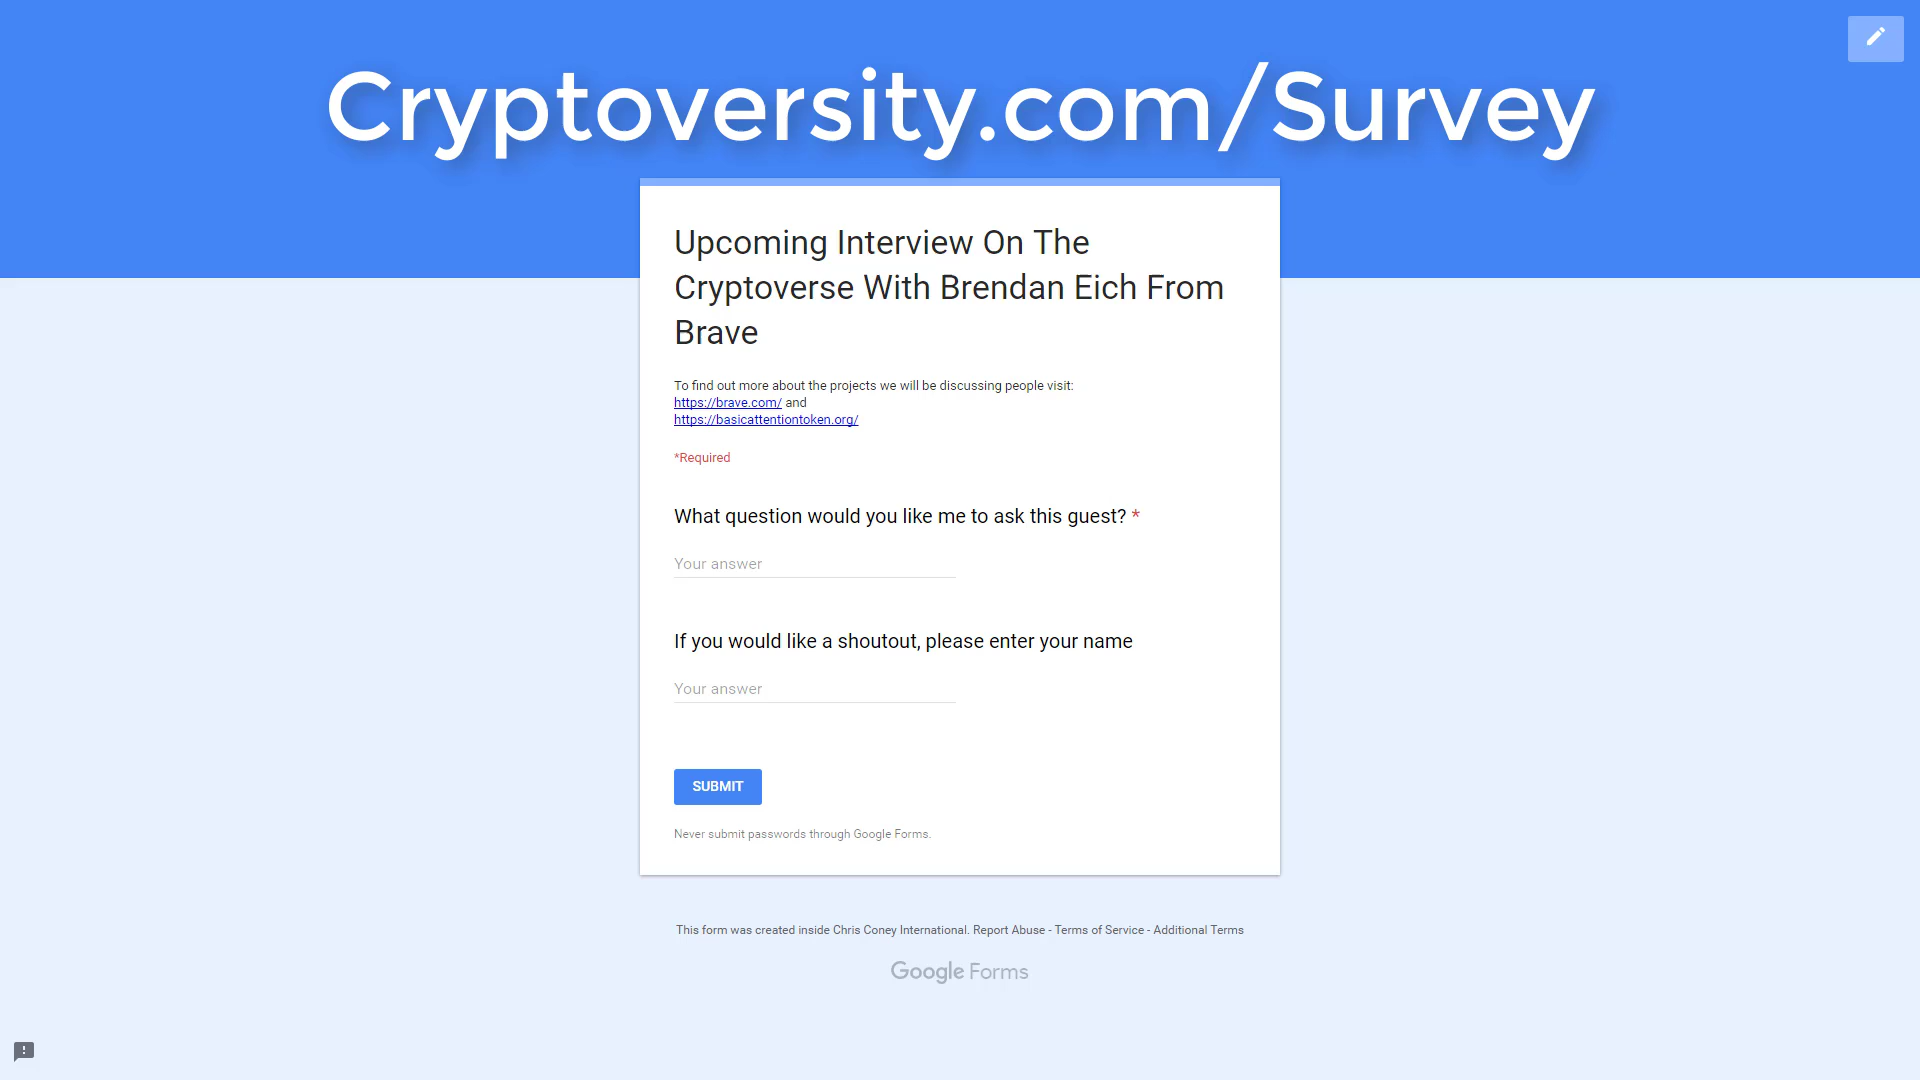 Cryptoversity.com/Survey
Upcoming Interview On The
Cryptoverse With Brendan Eich From
Brave
To find out more about the projects we will be discussing people visit:
https://brave.com/ and
https://basicattentiontoken.org/
*Required
What question would you like me to ask this guest? *
Your answer
If you would like a shoutout, please enter your name
Your answer
SUBMIT
Never submit passwords through Google Forms.
This form was created inside Chris Coney International. Report Abuse - Terms of Service - Additional Terms
Google Forms